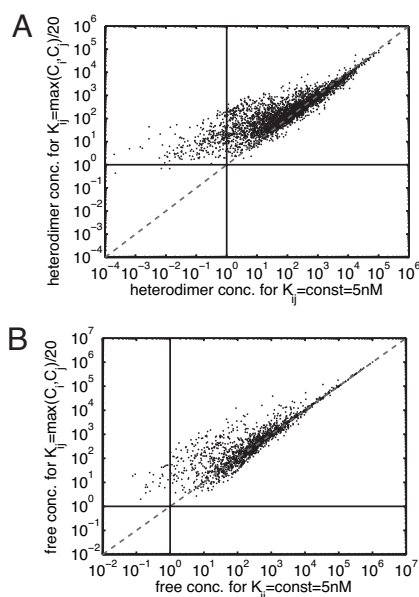 A
heterodimer conc. for K_ij=max(C_i, C_j)/20
10^6
10^5
10^4
10^3
10^2
10^1
10^0
10^-1
10^-2
10^-3
10^-4
10^-4 10^-3 10^-2 10^-1 10^0 10^1 10^2 10^3 10^4 10^5 10^6
heterodimer conc. for K_ij=const=5nM
B
free conc. for K_ij=max(C_i,C_j)/20
10^7
10^6
10^5
10^4
10^3
10^2
10^1
10^0
10^-1
10^-2
10^-2 10^-1 10^0 10^1 10^2 10^3 10^4 10^5 10^6 10^7
free conc. for K_ij=const=5nM